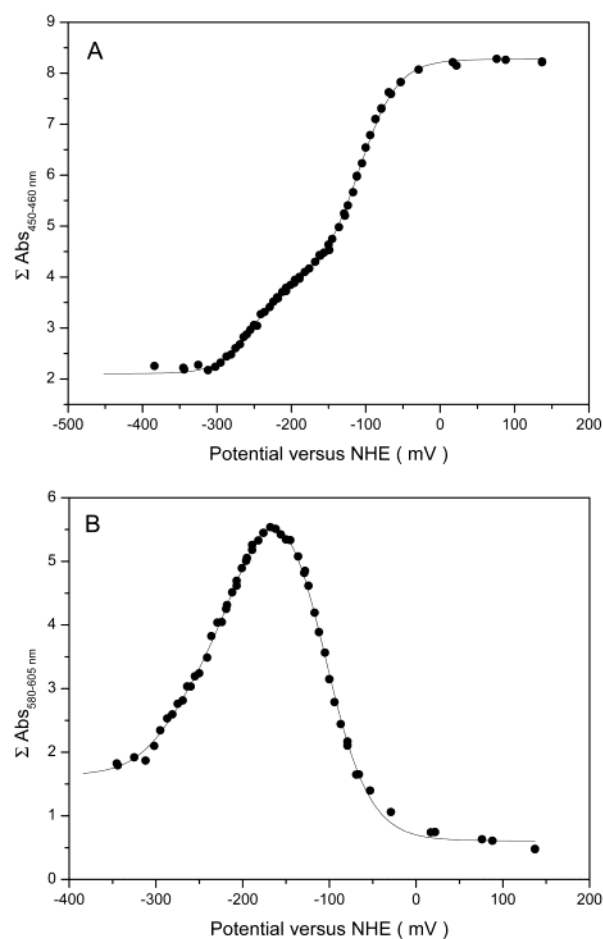 A
9
8
7
6
5
4
3
2
Σ Abs450-460 nm
-500 -400 -300 -200 -100 0 100 200
Potential versus NHE ( mV )
B
6
5
4
3
2
1
0
Σ Abs580-605 nm
-400 -300 -200 -100 0 100 200
Potential versus NHE ( mV )